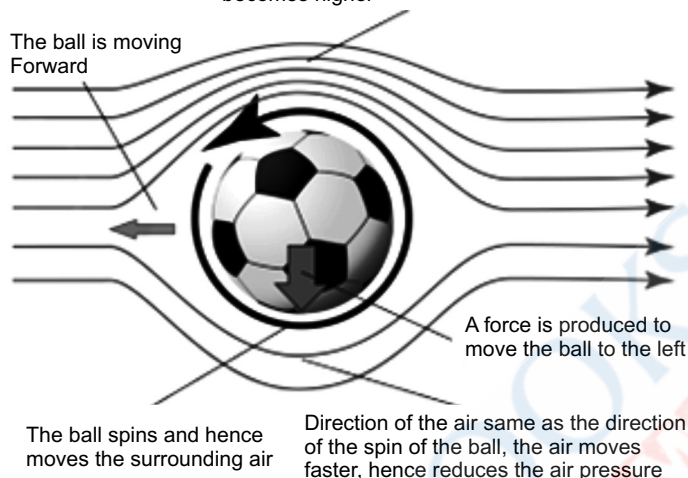 becomes higher
The ball is moving
Forward
A force is produced to
move the ball to the left
The ball spins and hence
moves the surrounding air
Direction of the air same as the direction
of the spin of the ball, the air moves
faster, hence reduces the air pressure